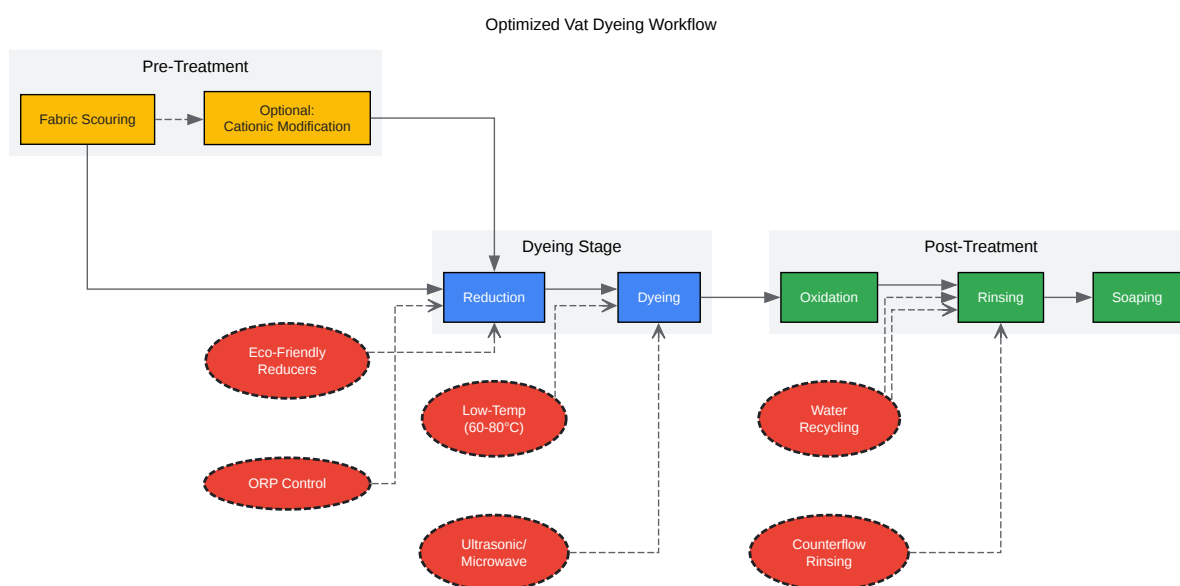 Optimized Vat Dyeing Workflow
Pre-Treatment
Fabric Scouring
Optional:
Cationic Modification
Dyeing Stage
Reduction
Dyeing
Post-Treatment
Oxidation
Rinsing
Soaping
Eco-Friendly
Reducers
Low-Temp
(60-80°C)
Water
Recycling
ORP Control
Ultrasonic/
Microwave
Counterflow
Rinsing